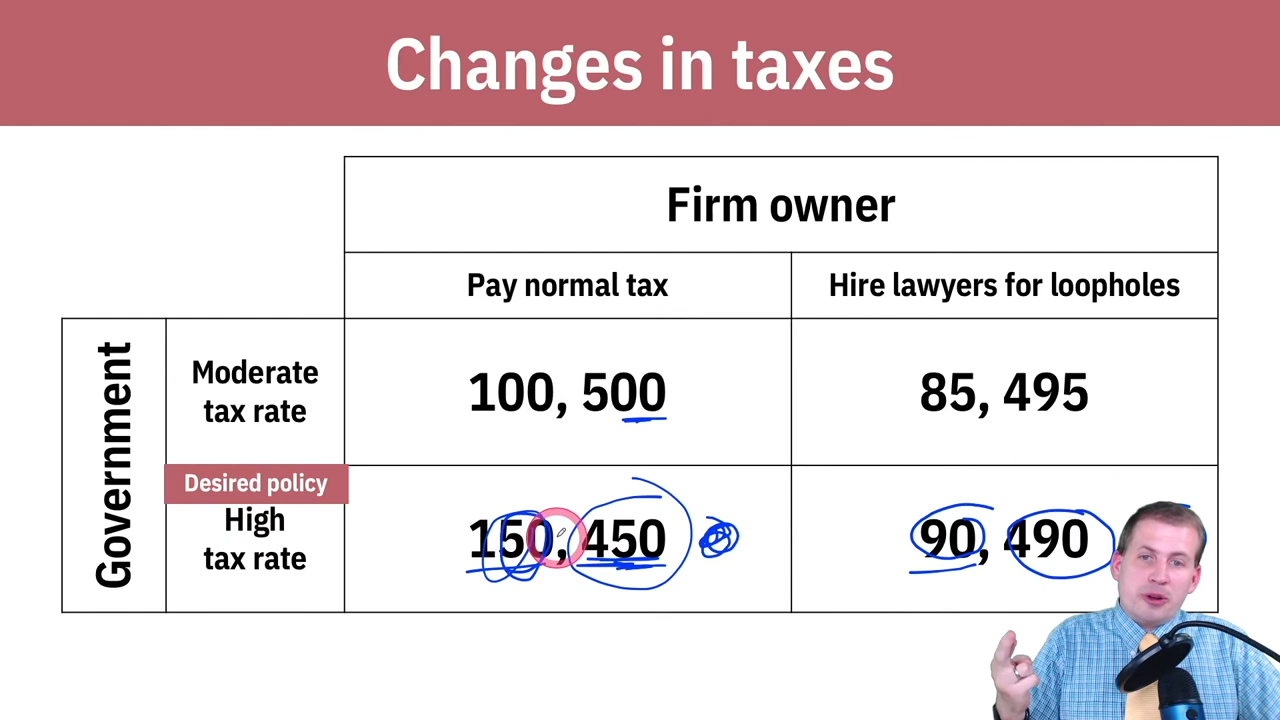 Changes in taxes
Firm owner
Pay normal tax
Hire lawyers for loopholes
Government
Moderate
tax rate
100, 500
85, 495
Desired policy
High
tax rate
150, 450
90, 490